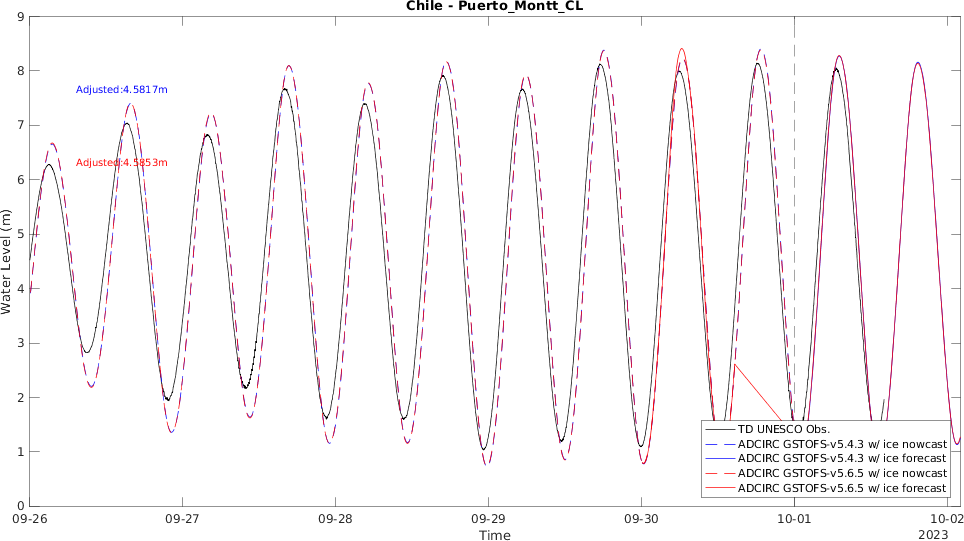 Chile - Puerto_Montt_CL
9
8
7
6
5
4
3
2
1
0
Water Level (m)
Adjusted:4.5817m
Adjusted:4.5853m
TD UNESCO Obs.
ADCIRC GSTOFS-v5.4.3 w/ ice nowcast
ADCIRC GSTOFS-v5.4.3 w/ ice forecast
ADCIRC GSTOFS-v5.6.5 w/ ice nowcast
ADCIRC GSTOFS-v5.6.5 w/ ice forecast
09-26 09-27 09-28 09-29 09-30 10-01 10-02
Time
2023